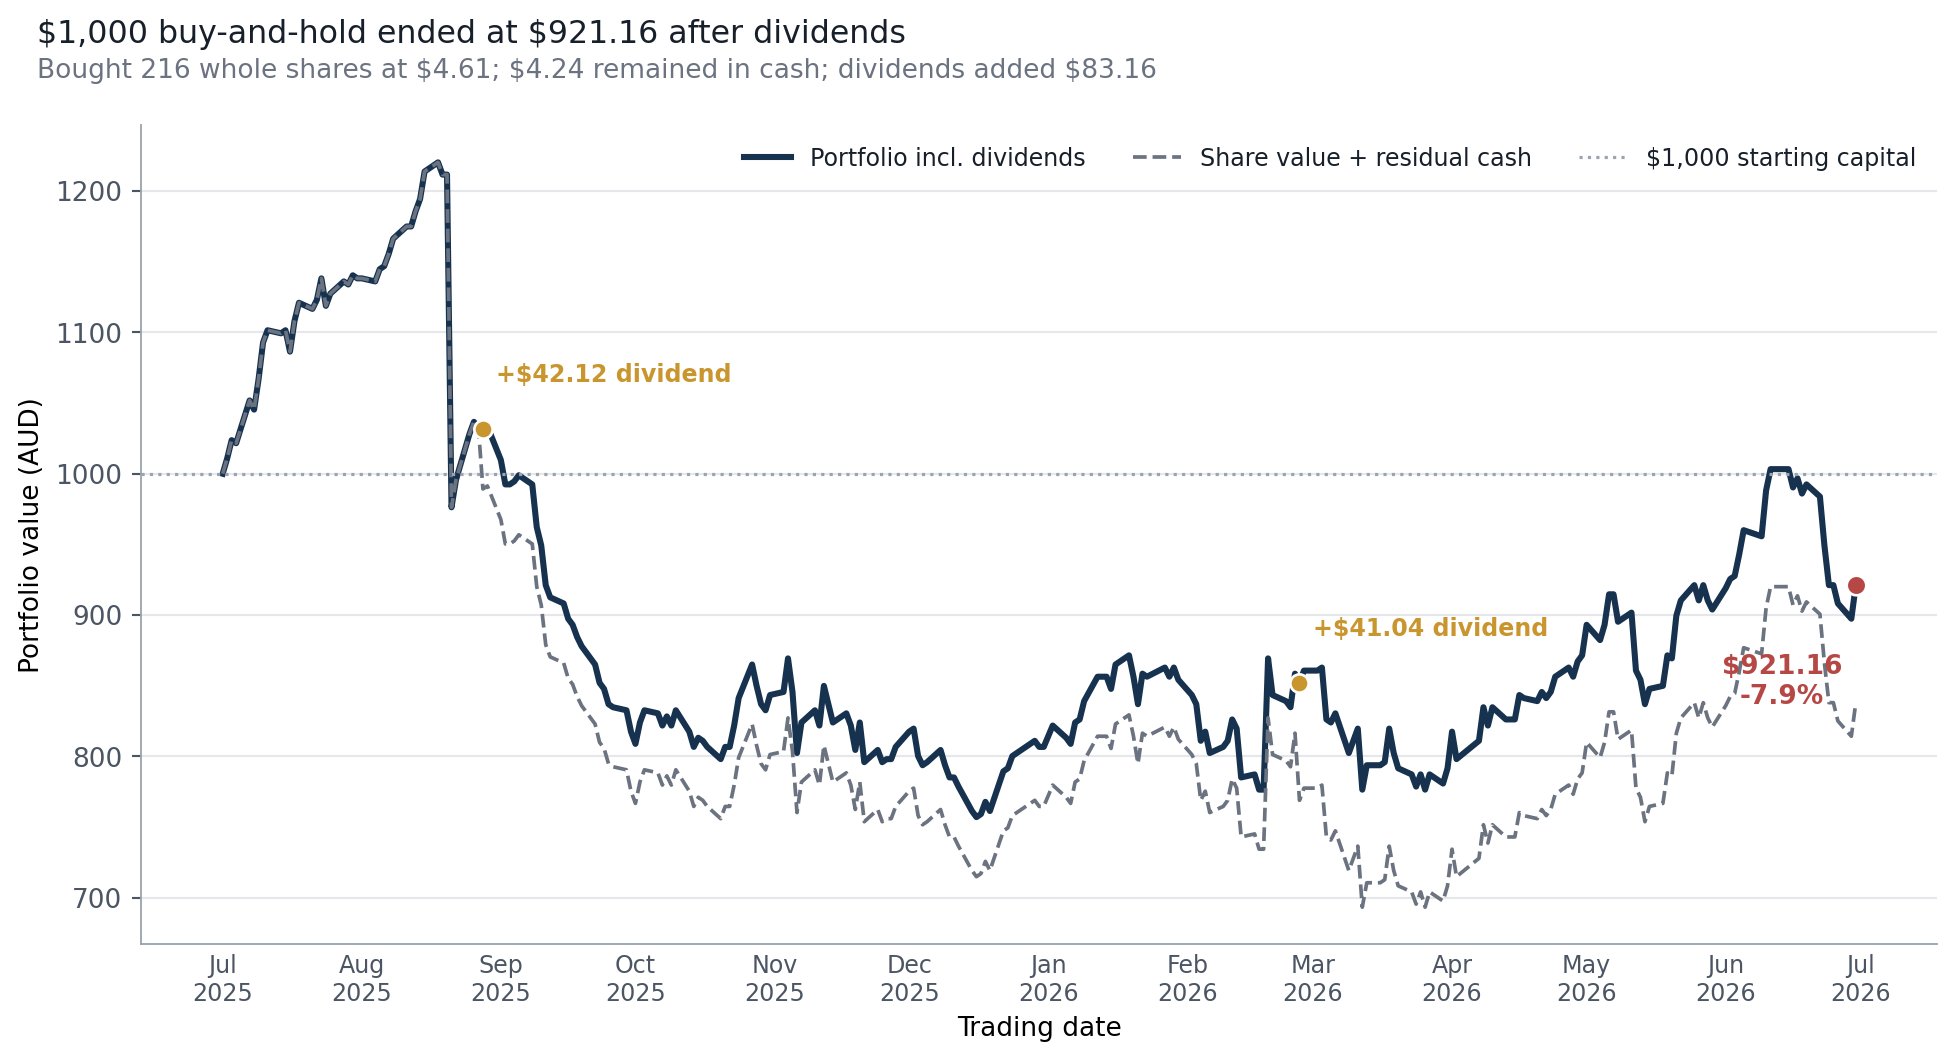 $1,000 buy-and-hold ended at $921.16 after dividends
Bought 216 whole shares at $4.61; $4.24 remained in cash; dividends added $83.16
Portfolio incl. dividends
Share value + residual cash
$1,000 starting capital
Portfolio value (AUD)
1200
1100
1000
900
800
700
+$42.12 dividend
+$41.04 dividend
$921.16
-7.9%
Jul
2025
Aug
2025
Sep
2025
Oct
2025
Nov
2025
Dec
2025
Jan
2026
Feb
2026
Mar
2026
Apr
2026
May
2026
Jun
2026
Jul
2026
Trading date